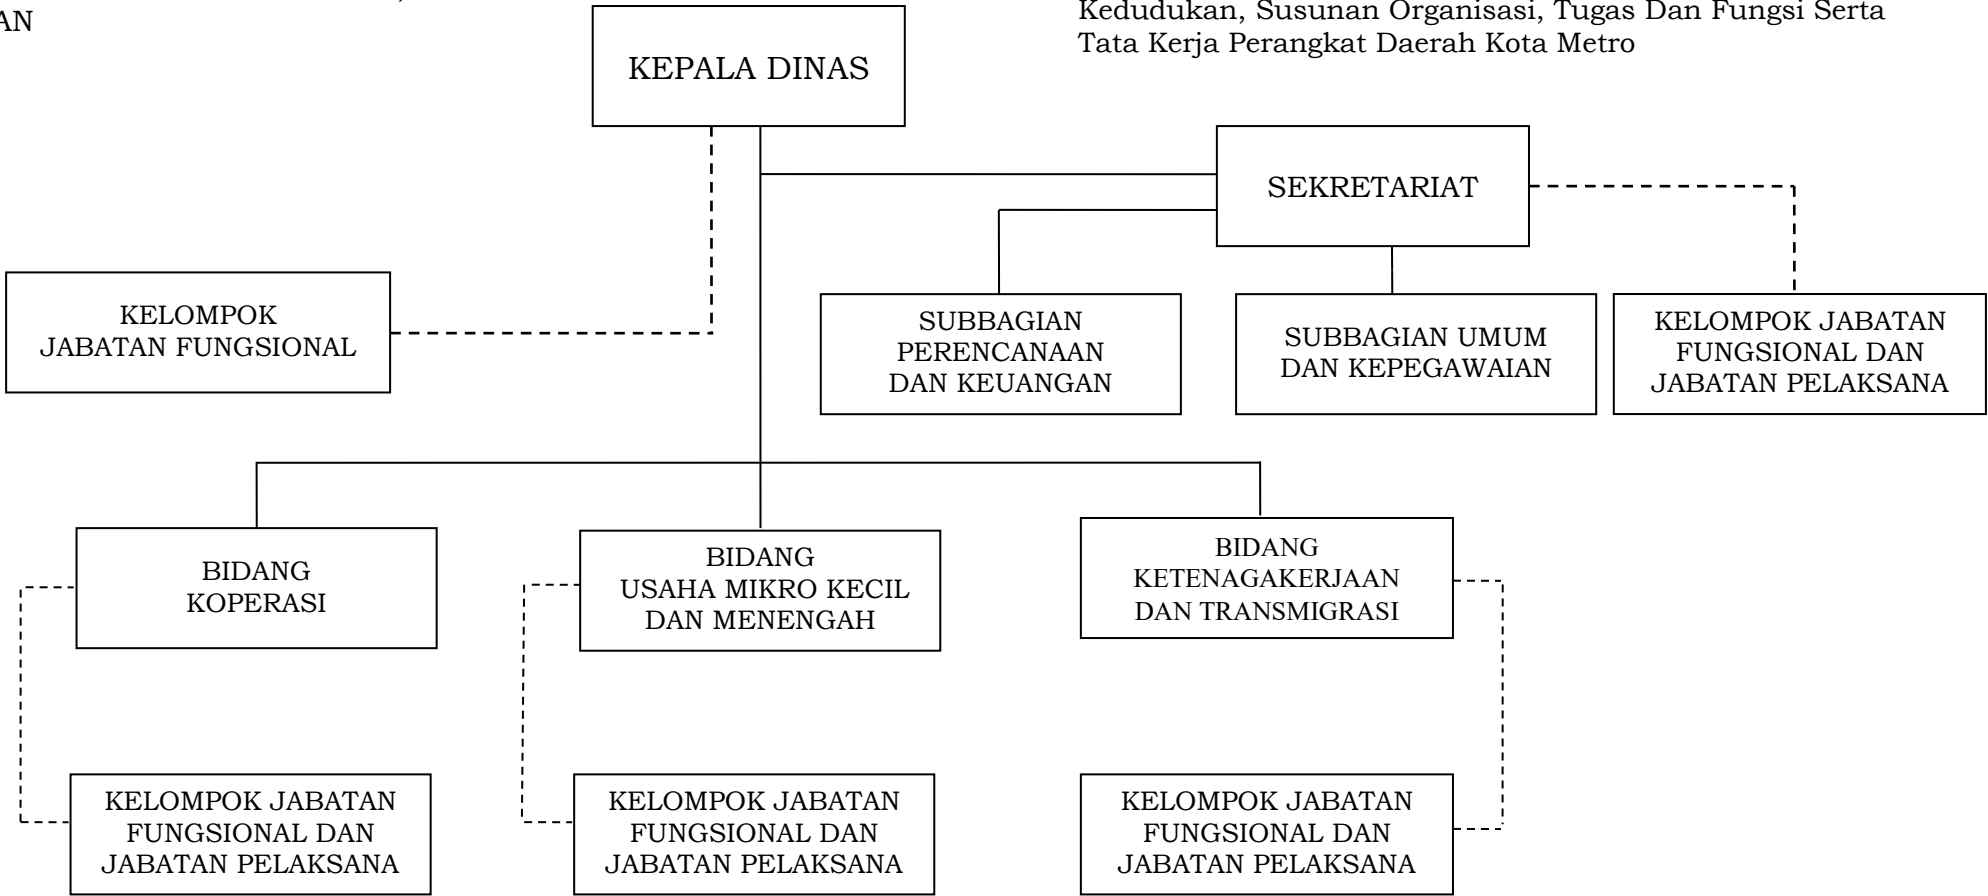 AN
Kedudukan, Susunan Organisasi, Tugas Dan Fungsi Serta
Tata Kerja Perangkat Daerah Kota Metro
KEPALA DINAS
SEKRETARIAT
KELOMPOK
JABATAN FUNGSIONAL
SUBBAGIAN
PERENCANAAN
DAN KEUANGAN
SUBBAGIAN UMUM
DAN KEPEGAWAIAN
KELOMPOK JABATAN
FUNGSIONAL DAN
JABATAN PELAKSANA
BIDANG
KOPERASI
BIDANG
USAHA MIKRO KECIL
DAN MENENGAH
BIDANG
KETENAGAKERJAAN
DAN TRANSMIGRASI
KELOMPOK JABATAN
FUNGSIONAL DAN
JABATAN PELAKSANA
KELOMPOK JABATAN
FUNGSIONAL DAN
JABATAN PELAKSANA
KELOMPOK JABATAN
FUNGSIONAL DAN
JABATAN PELAKSANA